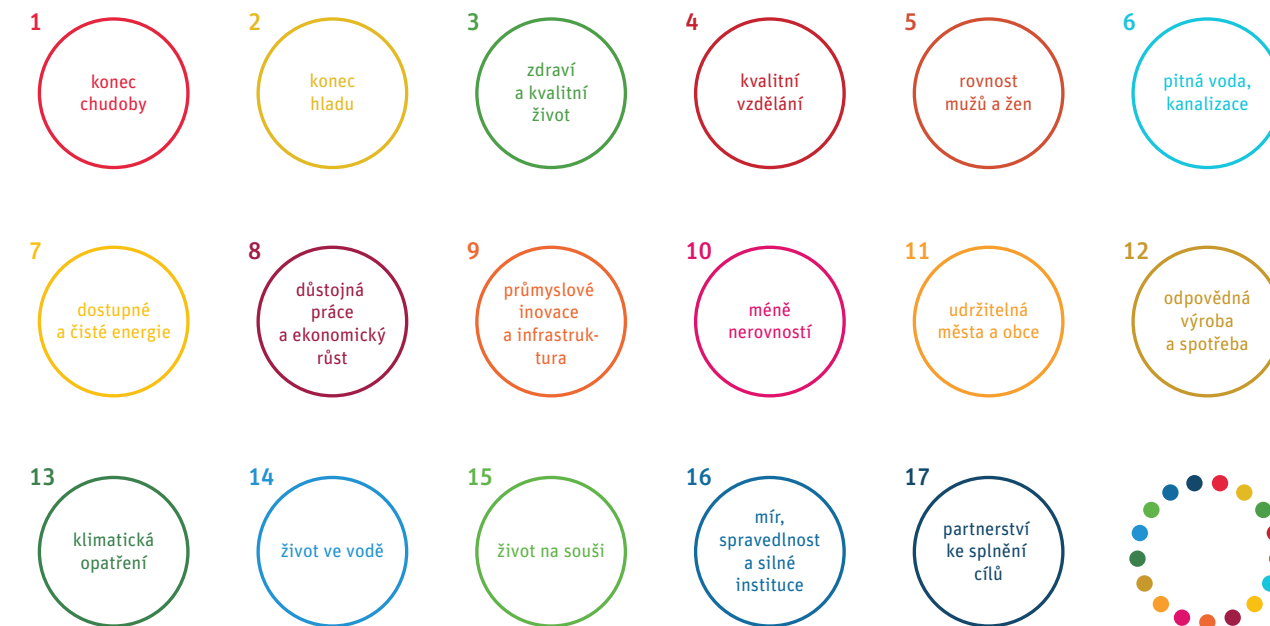 1
konec
chudoby
2
konec
hladu
3
zdraví
a kvalitní
život
4
kvalitní
vzdělání
5
rovnost
mužů a žen
6
pitná voda,
kanalizace
7
dostupné
a čisté energie
8
důstojná
práce
a ekonomický
růst
9
průmyslové
inovace
a infrastruk-
tura
10
méně
nerovností
11
udržitelná
města a obce
12
odpovědná
výroba
a spotřeba
13
klimatická
opatření
14
život ve vodě
15
život na souši
16
mír,
spravedlnost
a silné
instituce
17
partnerství
ke splnění
cílů